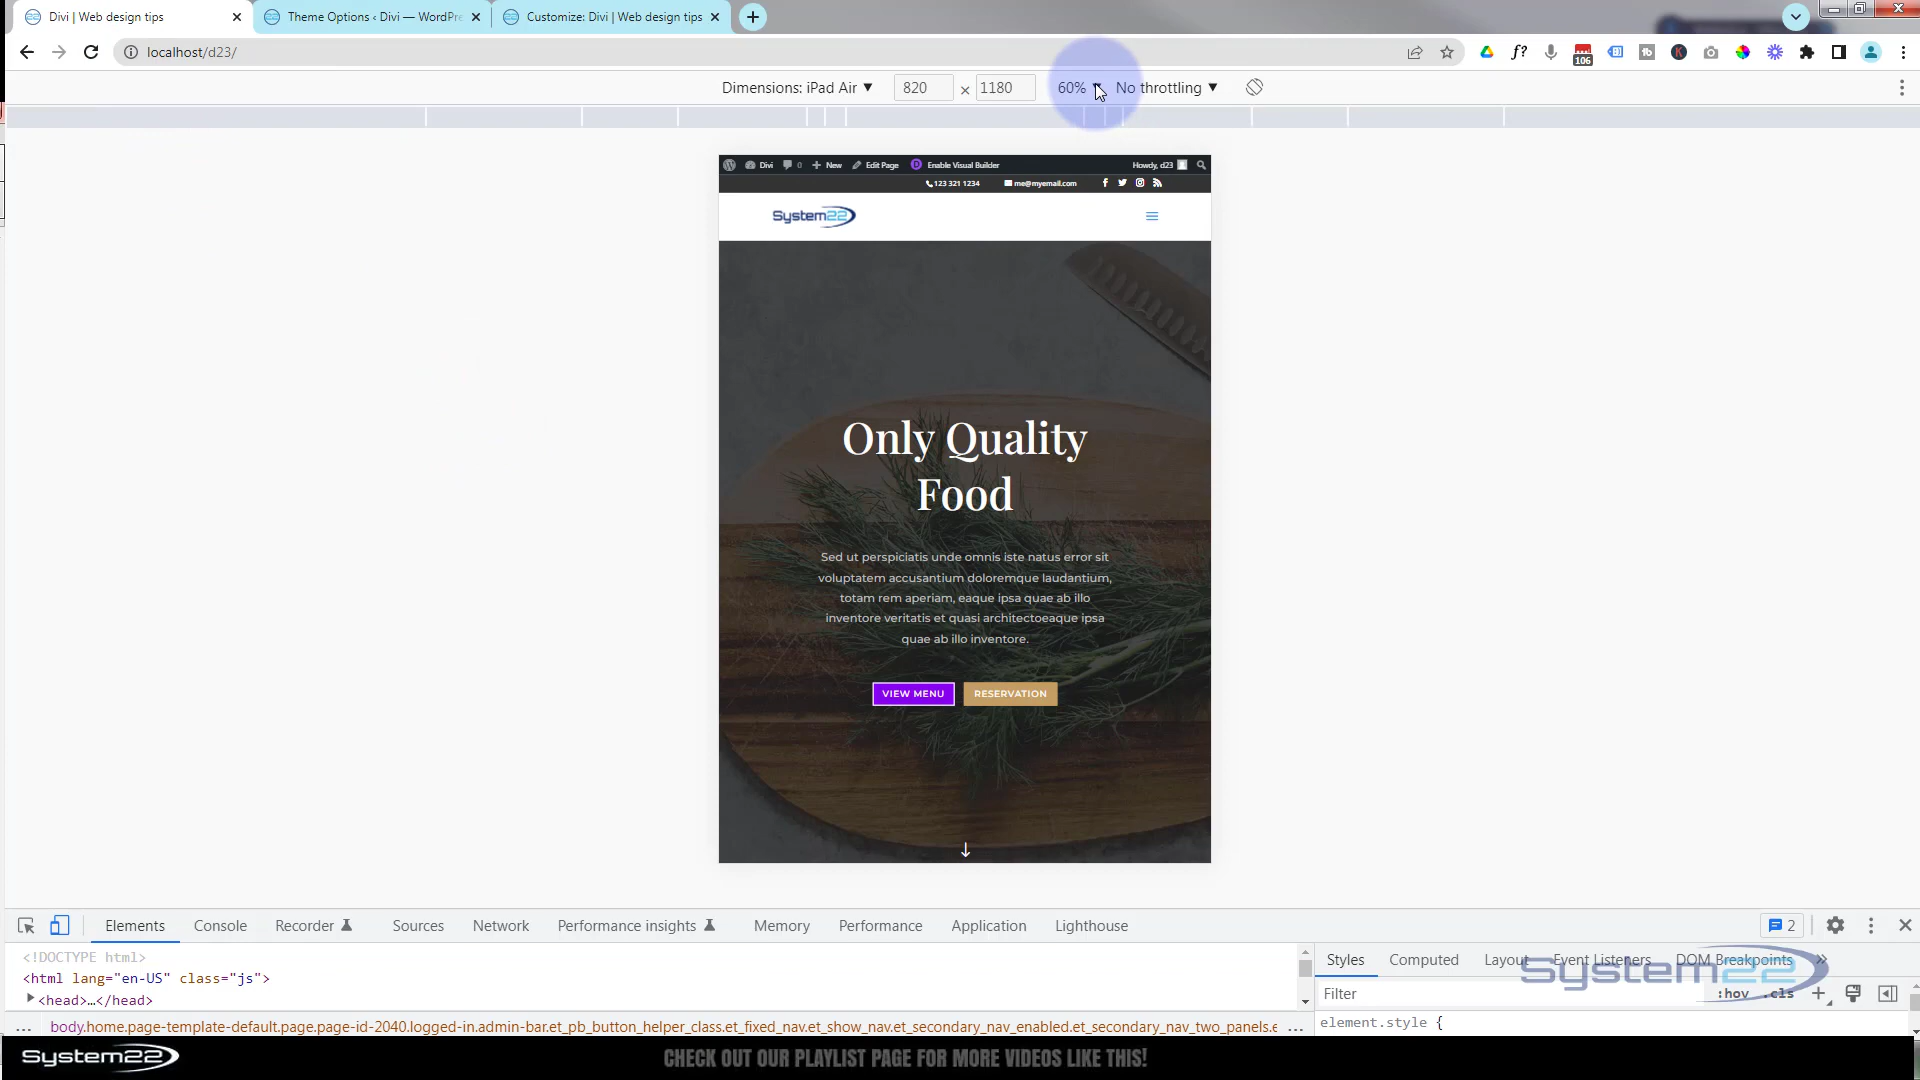 Divi | Web design tips
Theme Options ‹ Divi — WordPre
Customize: Divi | Web design tips
localhost/d23/
106
Dimensions: iPad Air
820 × 1180
60%
No throttling
Divi 0 New Edit Page Enable Visual Builder
Howdy, d23
123 321 1234 me@myemail.com
System22
Only Quality
Food
Sed ut perspiciatis unde omnis iste natus error sit
voluptatem accusantium doloremque laudantium,
totam rem aperiam, eaque ipsa quae ab illo
inventore veritatis et quasi architectoeaque ipsa
quae ab illo inventore.
VIEW MENU RESERVATION
Elements Console Recorder Sources Network Performance insights Memory Performance Application Lighthouse
2
<!DOCTYPE html>
<html lang="en-US" class="js">
<head>…</head>
... body.home.page-template-default.page.page-id-2040.logged-in.admin-bar.et_pb_button_helper_class.et_fixed_nav.et_show_nav.et_secondary_nav_enabled.et_secondary_nav_two_panels.e ...
Styles Computed Layout Event Listeners DOM Breakpoints
Filter
:hov .cls
element.style {
System22
System22
CHECK OUT OUR PLAYLIST PAGE FOR MORE VIDEOS LIKE THIS!